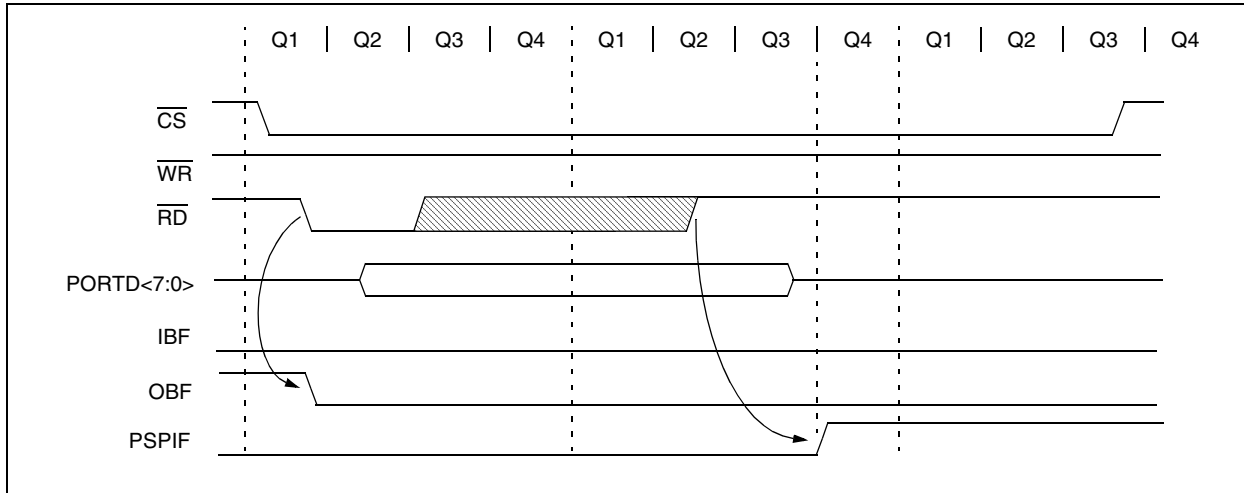 Q1 | Q2 | Q3 | Q4 | Q1 | Q2 | Q3 | Q4 | Q1 | Q2 | Q3 | Q4
CS
WR
RD
PORTD<7:0>
IBF
OBF
PSPIF